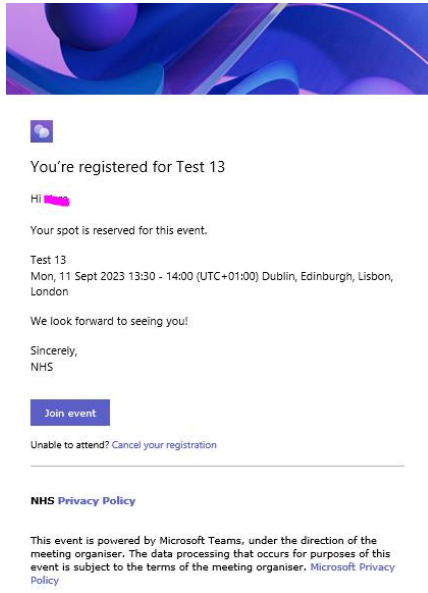 You're registered for Test 13
Hi
Your spot is reserved for this event.
Test 13
Mon, 11 Sept 2023 13:30 - 14:00 (UTC+01:00) Dublin, Edinburgh, Lisbon,
London
We look forward to seeing you!
Sincerely,
NHS
Join event
Unable to attend? Cancel your registration
NHS Privacy Policy
This event is powered by Microsoft Teams, under the direction of the
meeting organiser. The data processing that occurs for purposes of this
event is subject to the terms of the meeting organiser. Microsoft Privacy
Policy